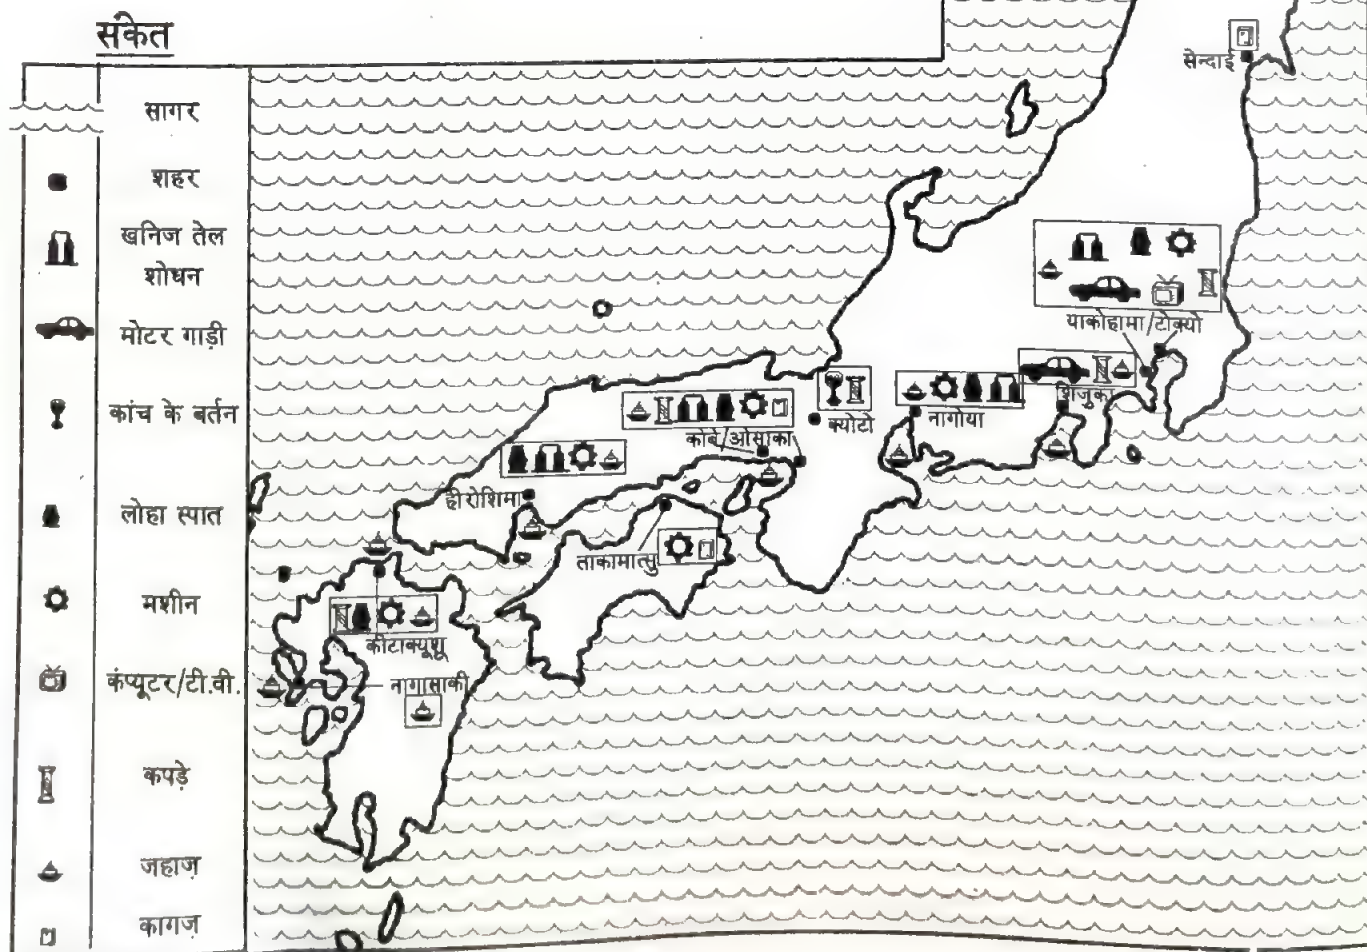 संकेत
सागर
शहर
खनिज तेल
शोधन
मोटर गाड़ी
कांच के बर्तन
लोहा स्पात
मशीन
कंप्यूटर/टी.वी.
कपड़े
जहाज़
कागज़
सेन्दाई
याकोहामा/टोक्यो
शिजुका
नागोया
क्योटो
कोबे/ओसाका
हीरोशिमा
ताकामात्सु
कीटाक्यूशू
नागासाकी